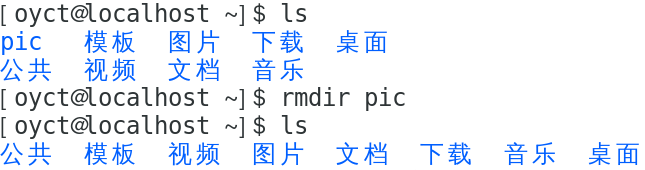 [oyct@localhost ~]$ ls
pic 模板 图片 下载 桌面
公共 视频 文档 音乐
[oyct@localhost ~]$ rmdir pic
[oyct@localhost ~]$ ls
公共 模板 视频 图片 文档 下载 音乐 桌面